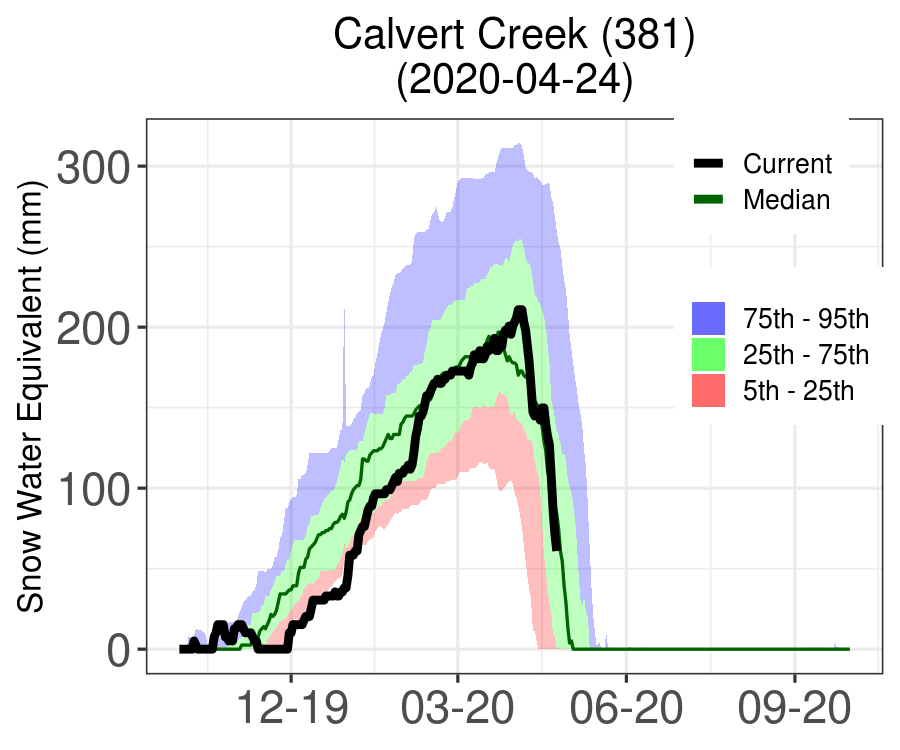 Calvert Creek (381)
(2020-04-24)
Snow Water Equivalent (mm)
300
200
100
0
12-19
03-20
06-20
09-20
Current
Median
75th - 95th
25th - 75th
5th - 25th